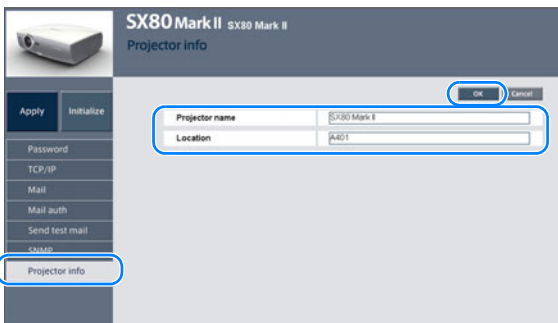 SX80 Mark II SX80 Mark II
Projector info
OK Cancel
Apply Initialize
Projector name SX80 Mark II
Location A401
Password
TCP/IP
Mail
Mail auth
Send test mail
SNMP
Projector info